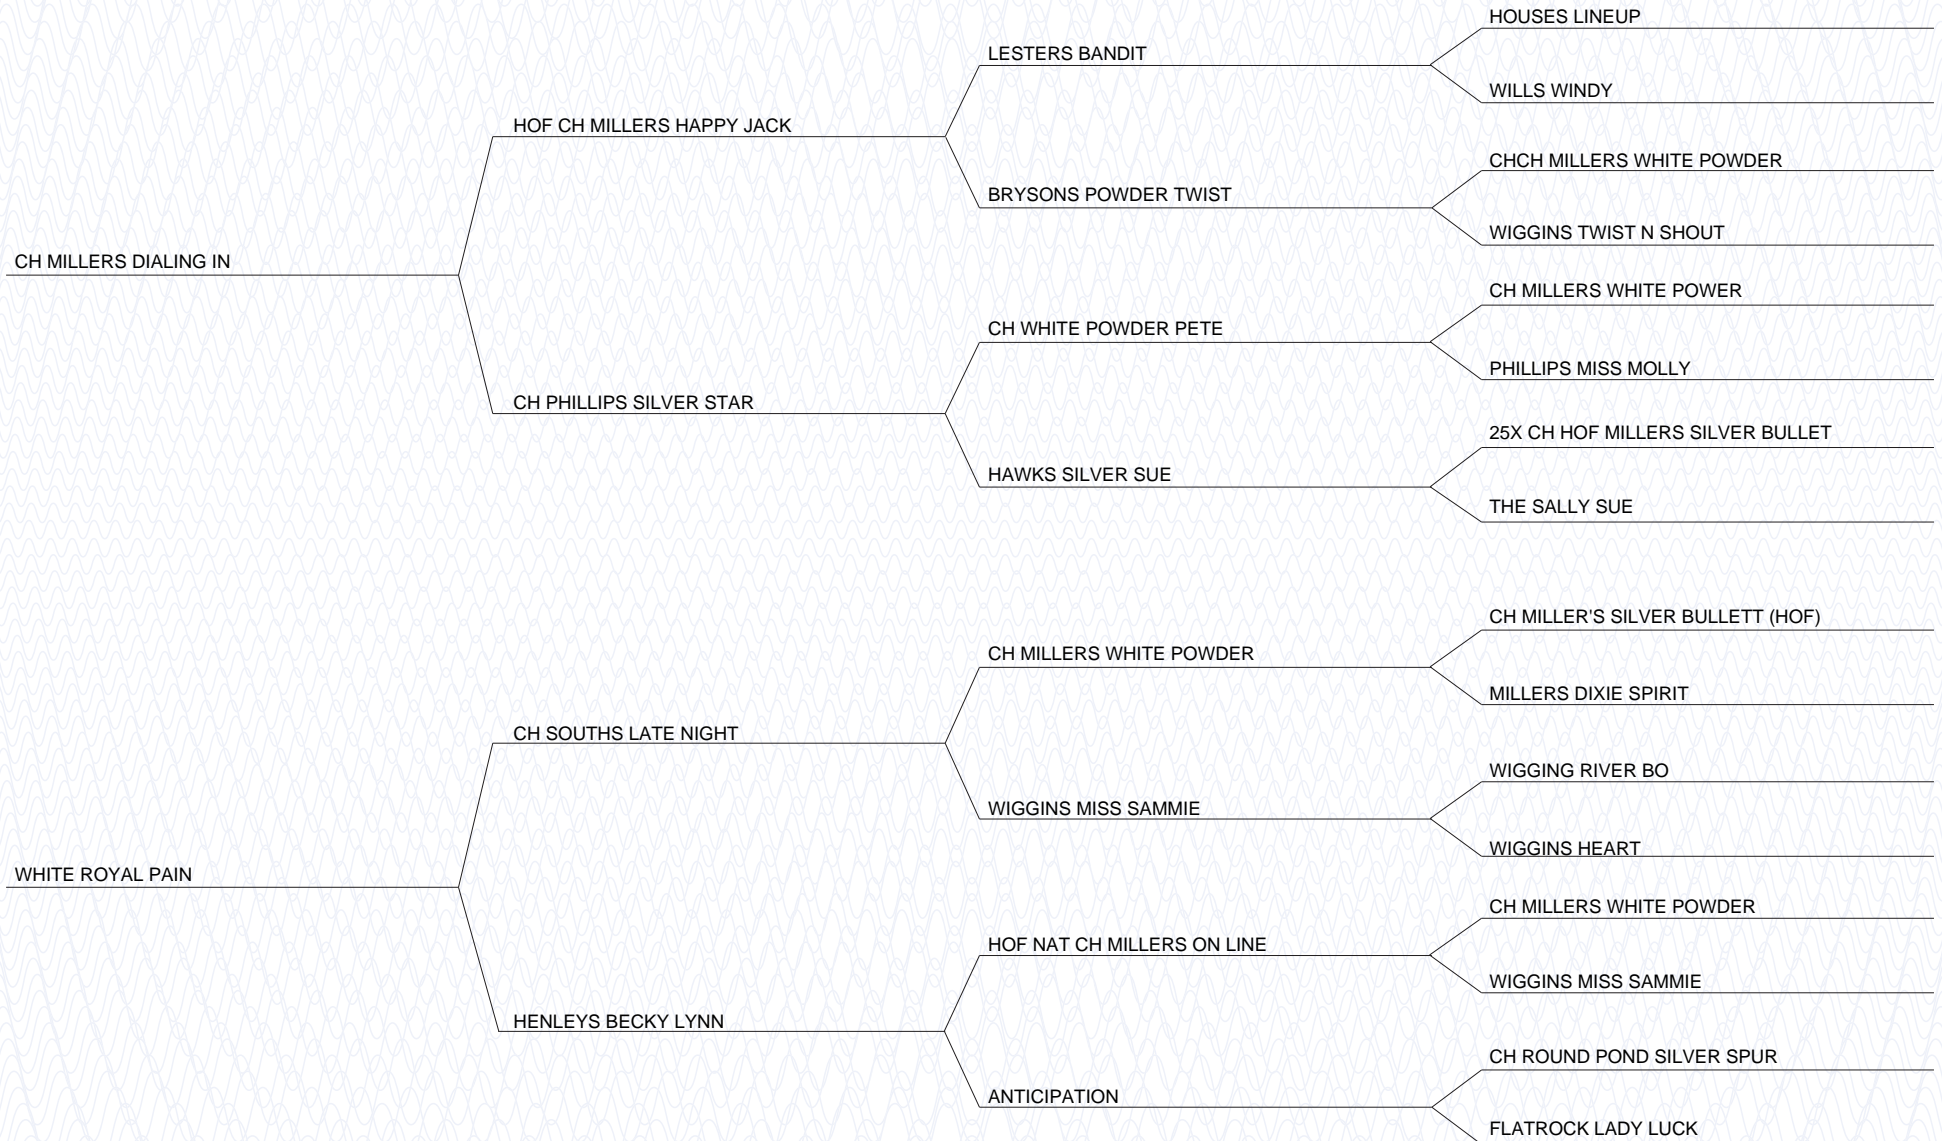 HOUSES LINEUP
LESTERS BANDIT
WILLS WINDY
HOF CH MILLERS HAPPY JACK
CHCH MILLERS WHITE POWDER
BRYSONS POWDER TWIST
WIGGINS TWIST N SHOUT
CH MILLERS DIALING IN
CH MILLERS WHITE POWER
CH WHITE POWDER PETE
PHILLIPS MISS MOLLY
CH PHILLIPS SILVER STAR
25X CH HOF MILLERS SILVER BULLET
HAWKS SILVER SUE
THE SALLY SUE
CH MILLER'S SILVER BULLETT (HOF)
CH MILLERS WHITE POWDER
MILLERS DIXIE SPIRIT
CH SOUTHS LATE NIGHT
WIGGING RIVER BO
WIGGINS MISS SAMMIE
WIGGINS HEART
WHITE ROYAL PAIN
CH MILLERS WHITE POWDER
HOF NAT CH MILLERS ON LINE
WIGGINS MISS SAMMIE
HENLEYS BECKY LYNN
CH ROUND POND SILVER SPUR
ANTICIPATION
FLATROCK LADY LUCK